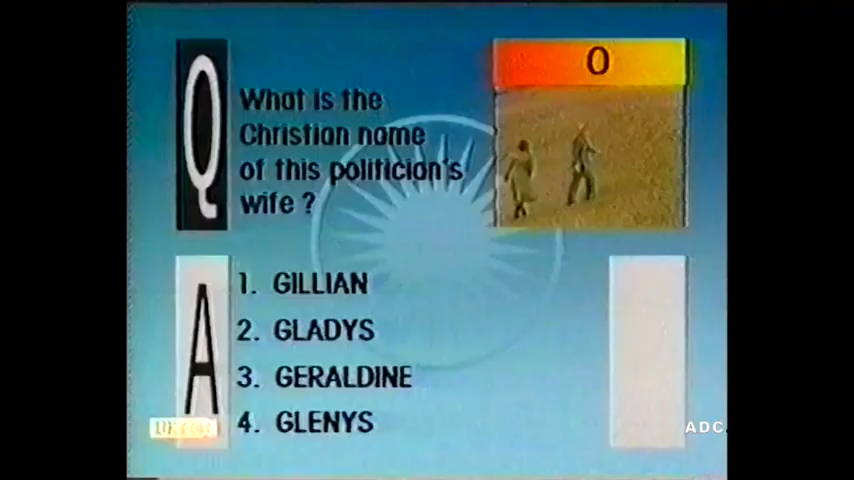 Q
What is the
Christian name
of this politician's
wife ?
0
A
1. GILLIAN
2. GLADYS
3. GERALDINE
4. GLENYS
ADC